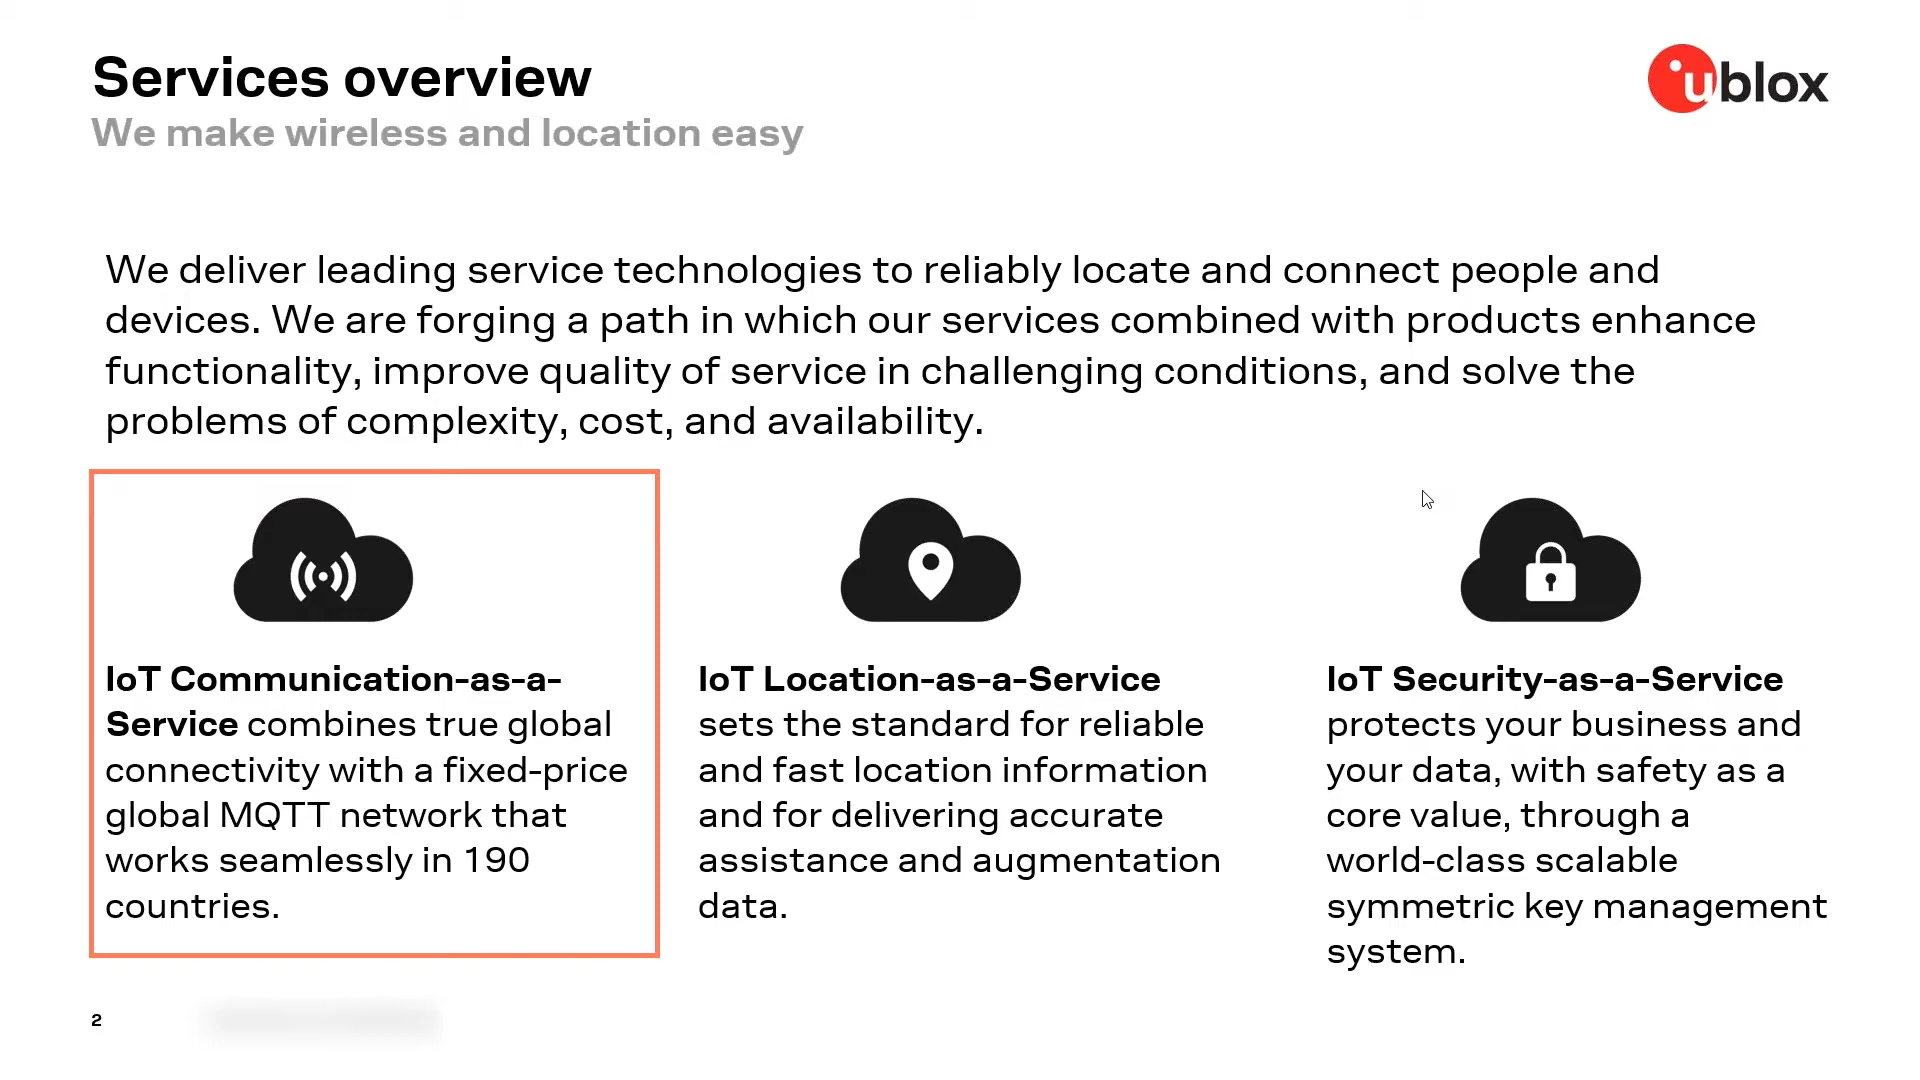 Services overview
We make wireless and location easy
ublox
We deliver leading service technologies to reliably locate and connect people and
devices. We are forging a path in which our services combined with products enhance
functionality, improve quality of service in challenging conditions, and solve the
problems of complexity, cost, and availability.
IoT Communication-as-a-
Service combines true global
connectivity with a fixed-price
global MQTT network that
works seamlessly in 190
countries.
IoT Location-as-a-Service
sets the standard for reliable
and fast location information
and for delivering accurate
assistance and augmentation
data.
IoT Security-as-a-Service
protects your business and
your data, with safety as a
core value, through a
world-class scalable
symmetric key management
system.
2